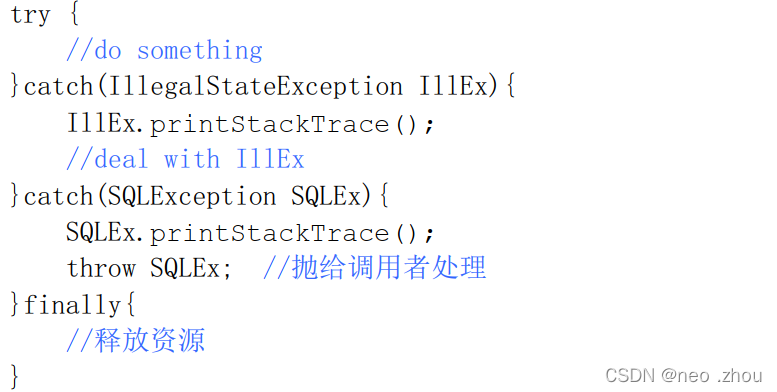 try {
    //do something
}catch(IllegalStateException IllEx){
    IllEx.printStackTrace();
    //deal with IllEx
}catch(SQLException SQLEx){
    SQLEx.printStackTrace();
    throw SQLEx;  //抛给调用者处理
}finally{
    //释放资源
}
CSDN @neo .zhou